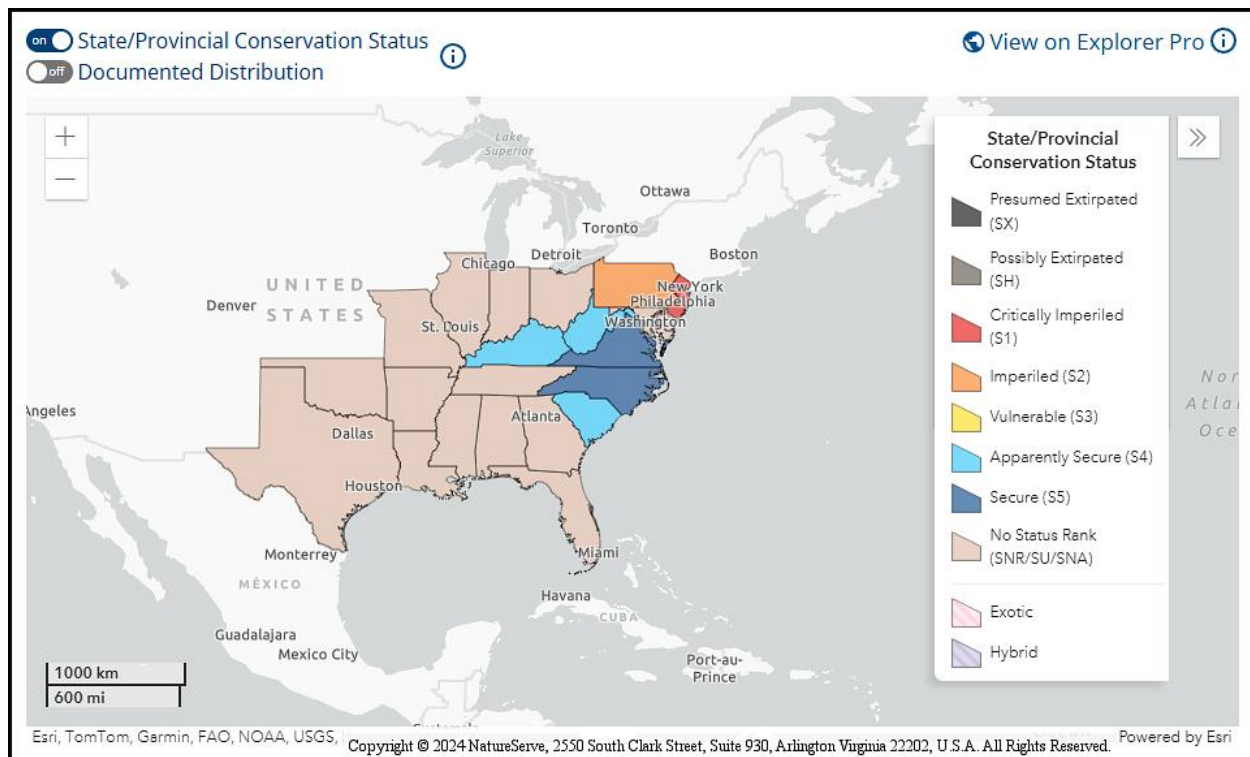 on State/Provincial Conservation Status
off Documented Distribution
View on Explorer Pro
+
−
Lake
Superior
Ottawa
Toronto
Boston
Detroit
Chicago
New York
UNITED
STATES
Denver
Philadelphia
Washington
St. Louis
Angeles
Atlanta
Dallas
Houston
Monterrey
Miami
MÉXICO
Havana
CUBA
Guadalajara
Mexico City
Port-au-
Prince
1000 km
600 mi
State/Provincial
Conservation Status
Presumed Extirpated
(SX)
Possibly Extirpated
(SH)
Critically Imperiled
(S1)
Imperiled (S2)
Vulnerable (S3)
Apparently Secure (S4)
Secure (S5)
No Status Rank
(SNR/SU/SNA)
Exotic
Hybrid
Nor
Atla
Oce
Esri, TomTom, Garmin, FAO, NOAA, USGS,
Copyright © 2024 NatureServe, 2550 South Clark Street, Suite 930, Arlington Virginia 22202, U.S.A. All Rights Reserved.
Powered by Esri